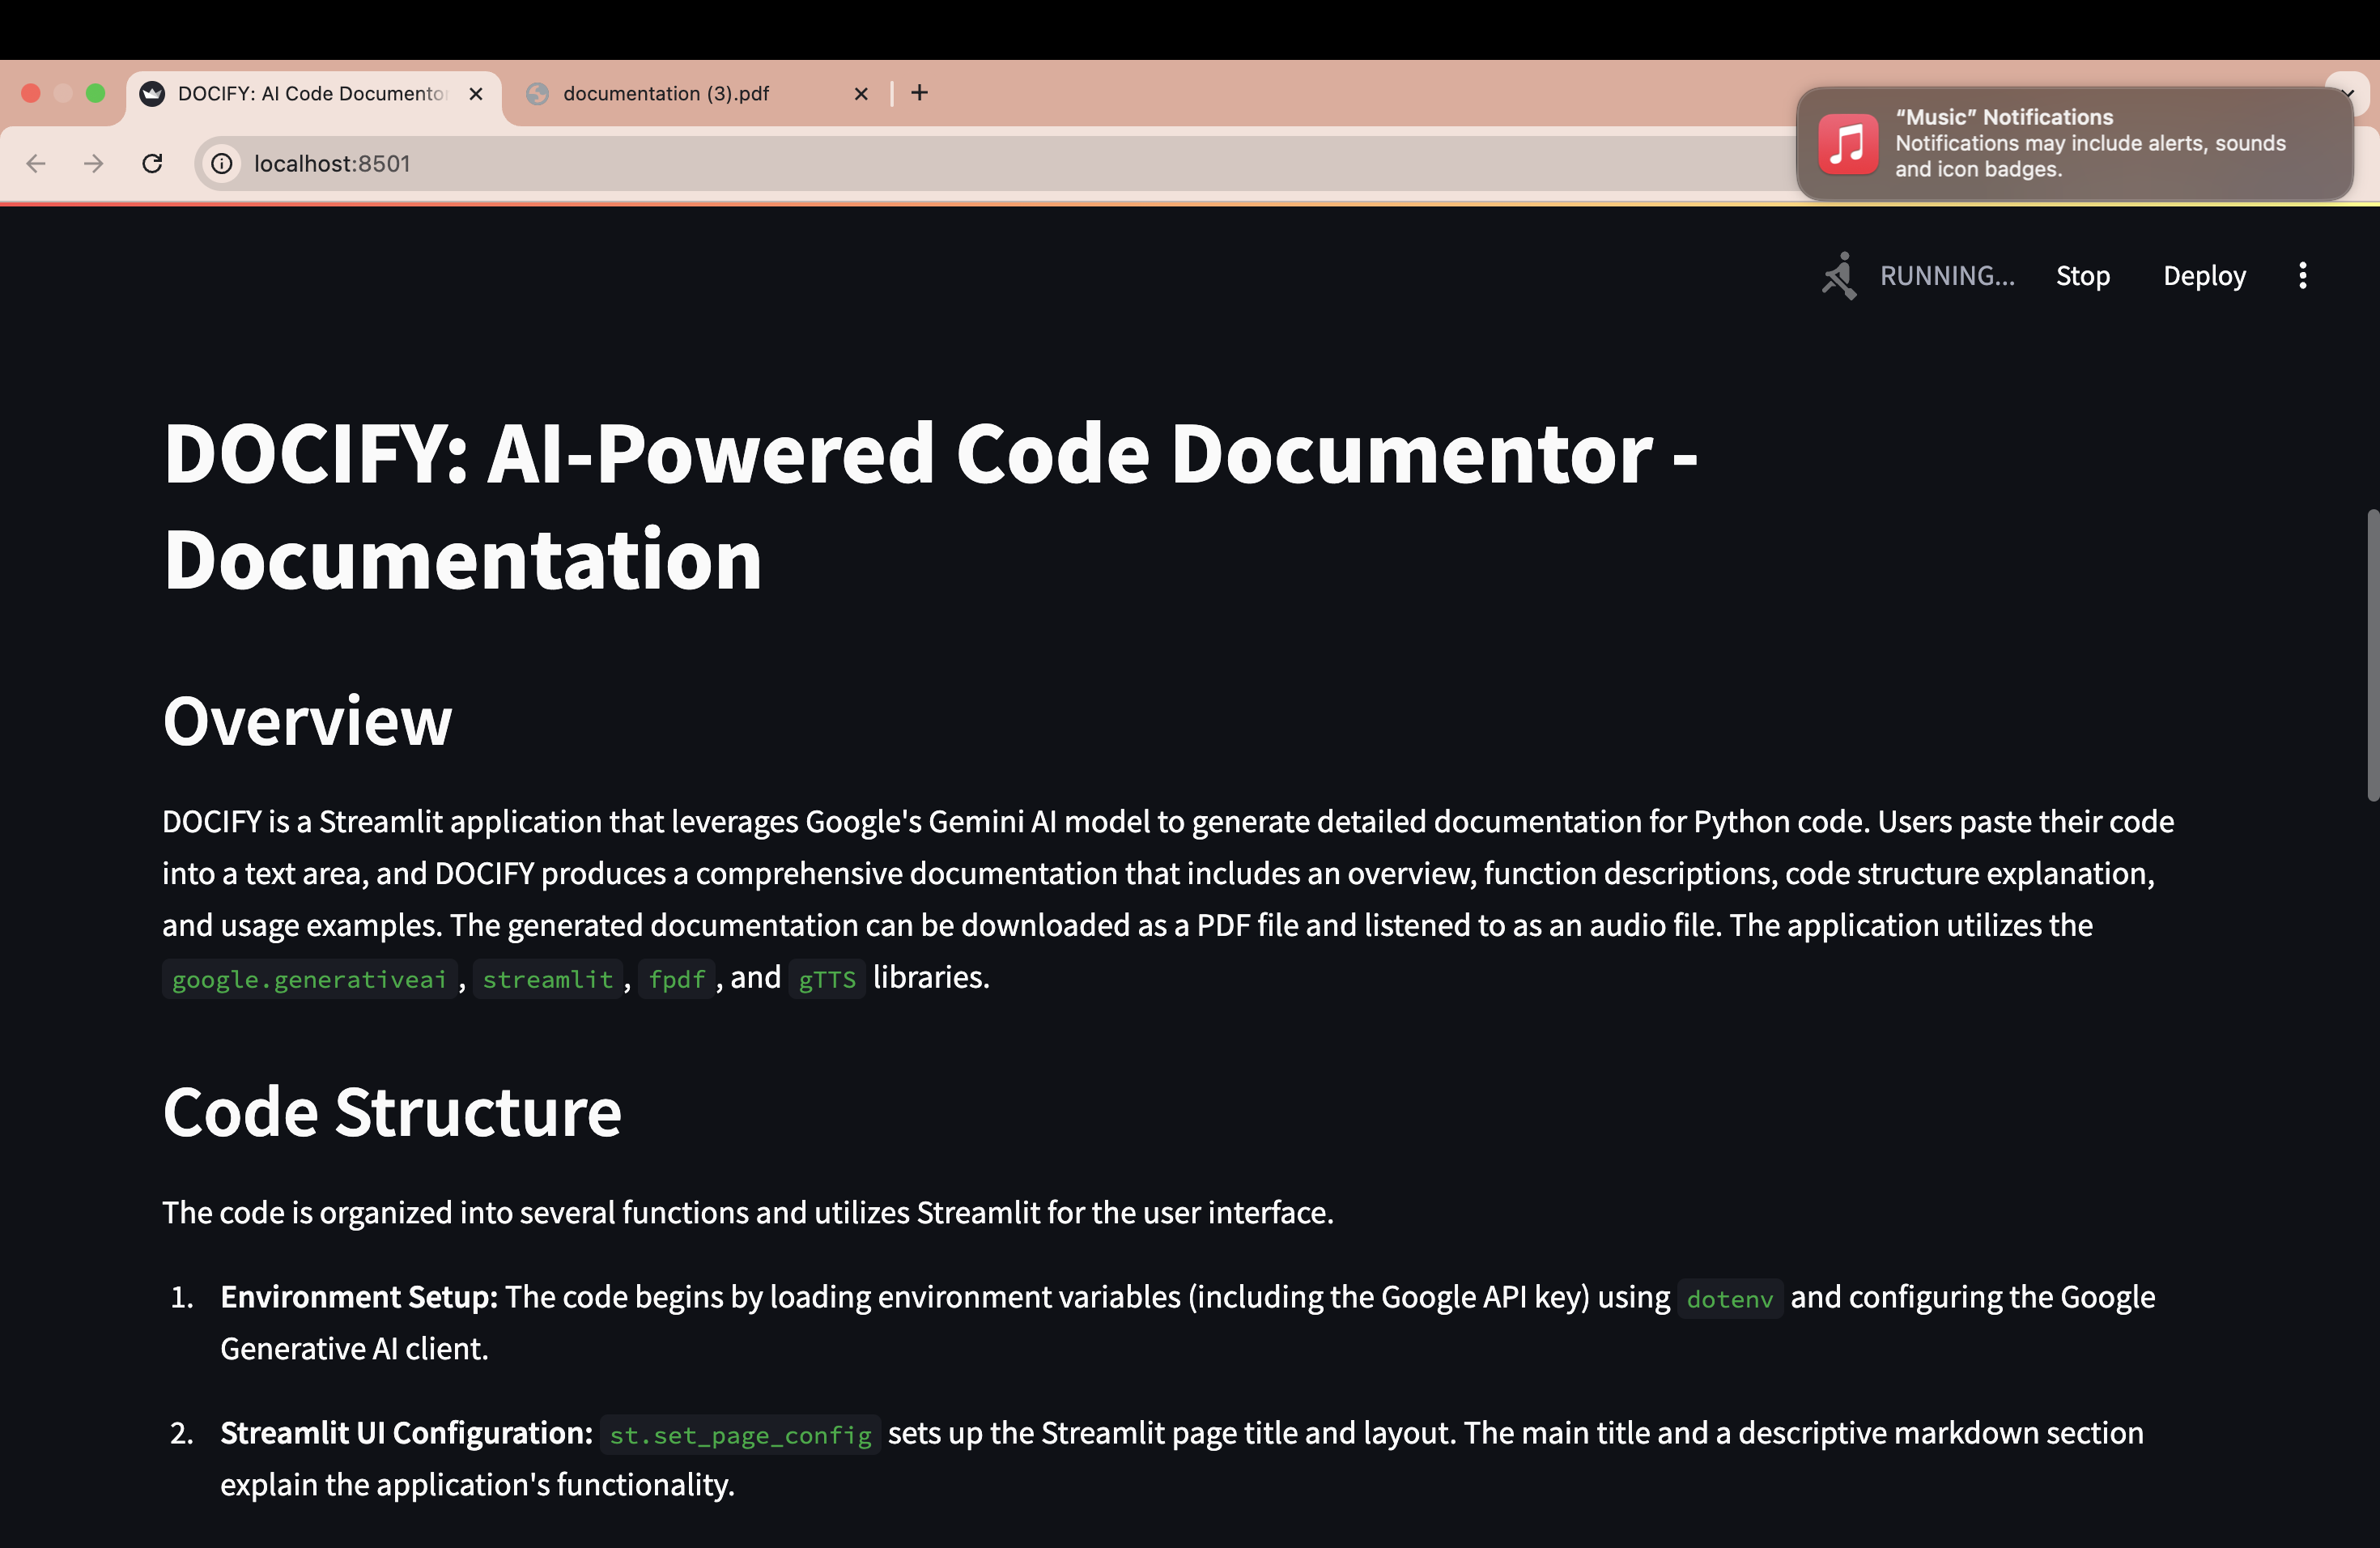 DOCIFY: AI Code Documento
documentation (3).pdf
localhost:8501
“Music” Notifications
Notifications may include alerts, sounds
and icon badges.
RUNNING...
Stop
Deploy
DOCIFY: AI-Powered Code Documentor -
Documentation
Overview
DOCIFY is a Streamlit application that leverages Google's Gemini AI model to generate detailed documentation for Python code. Users paste their code
into a text area, and DOCIFY produces a comprehensive documentation that includes an overview, function descriptions, code structure explanation,
and usage examples. The generated documentation can be downloaded as a PDF file and listened to as an audio file. The application utilizes the
google.generativeai, streamlit, fpdf, and gTTS libraries.
Code Structure
The code is organized into several functions and utilizes Streamlit for the user interface.
1. Environment Setup: The code begins by loading environment variables (including the Google API key) using dotenv and configuring the Google
Generative AI client.
2. Streamlit UI Configuration: st.set_page_config sets up the Streamlit page title and layout. The main title and a descriptive markdown section
explain the application's functionality.